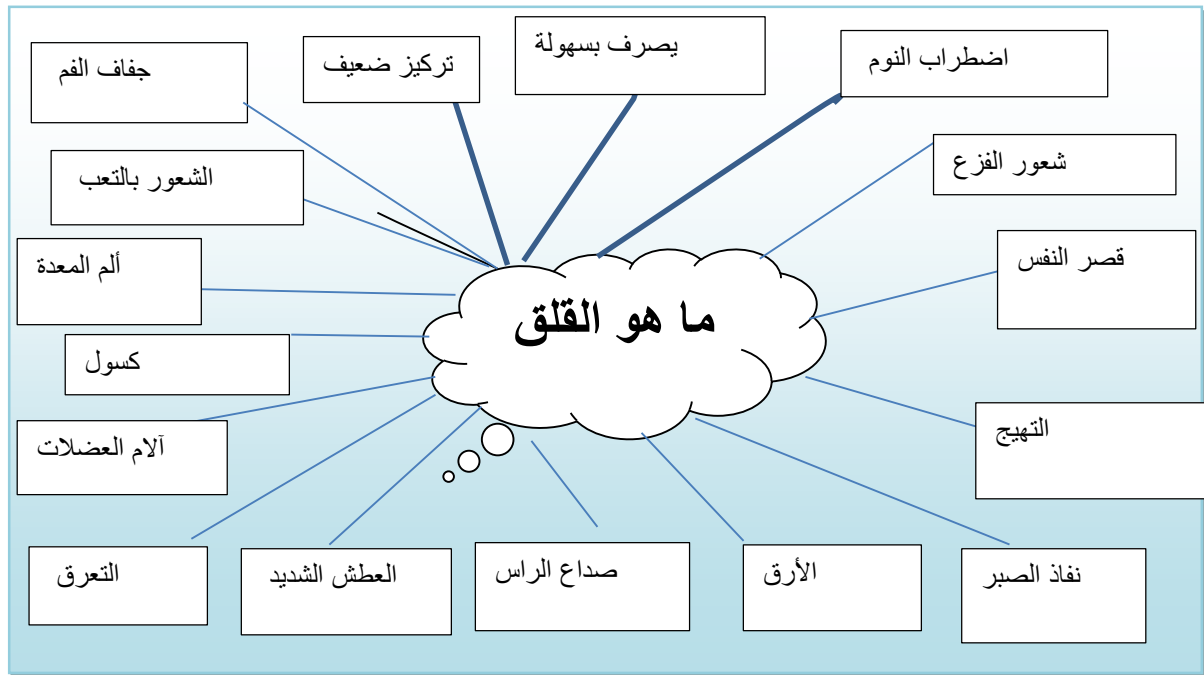 اضطراب النوم
يصرف بسهولة
تركيز ضعيف
جفاف الفم
شعور الفزع
الشعور بالتعب
قصر النفس
ألم المعدة
ما هو القلق
كسول
التهيج
آلام العضلات
نفاذ الصبر
الأرق
صداع الراس
العطش الشديد
التعرق